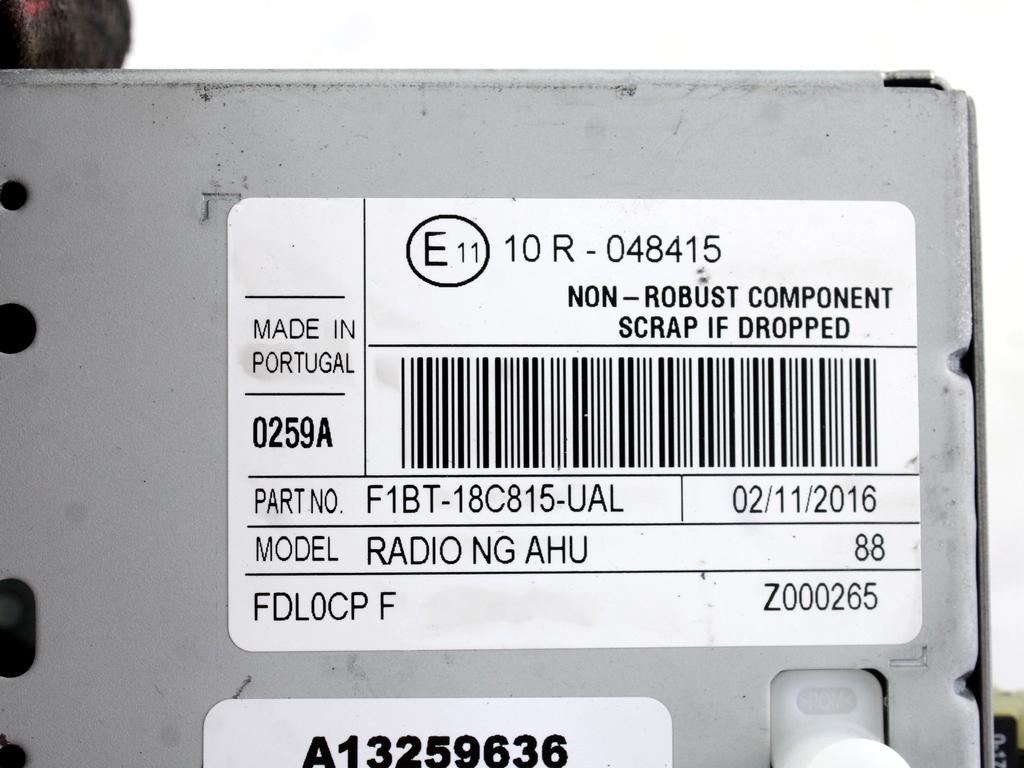 E 11 10 R - 048415
NON - ROBUST COMPONENT
SCRAP IF DROPPED
MADE IN
PORTUGAL
0259A
PART NO. F1BT-18C815-UAL 02/11/2016
MODEL RADIO NG AHU 88
FDL0CP F Z000265
A13259636